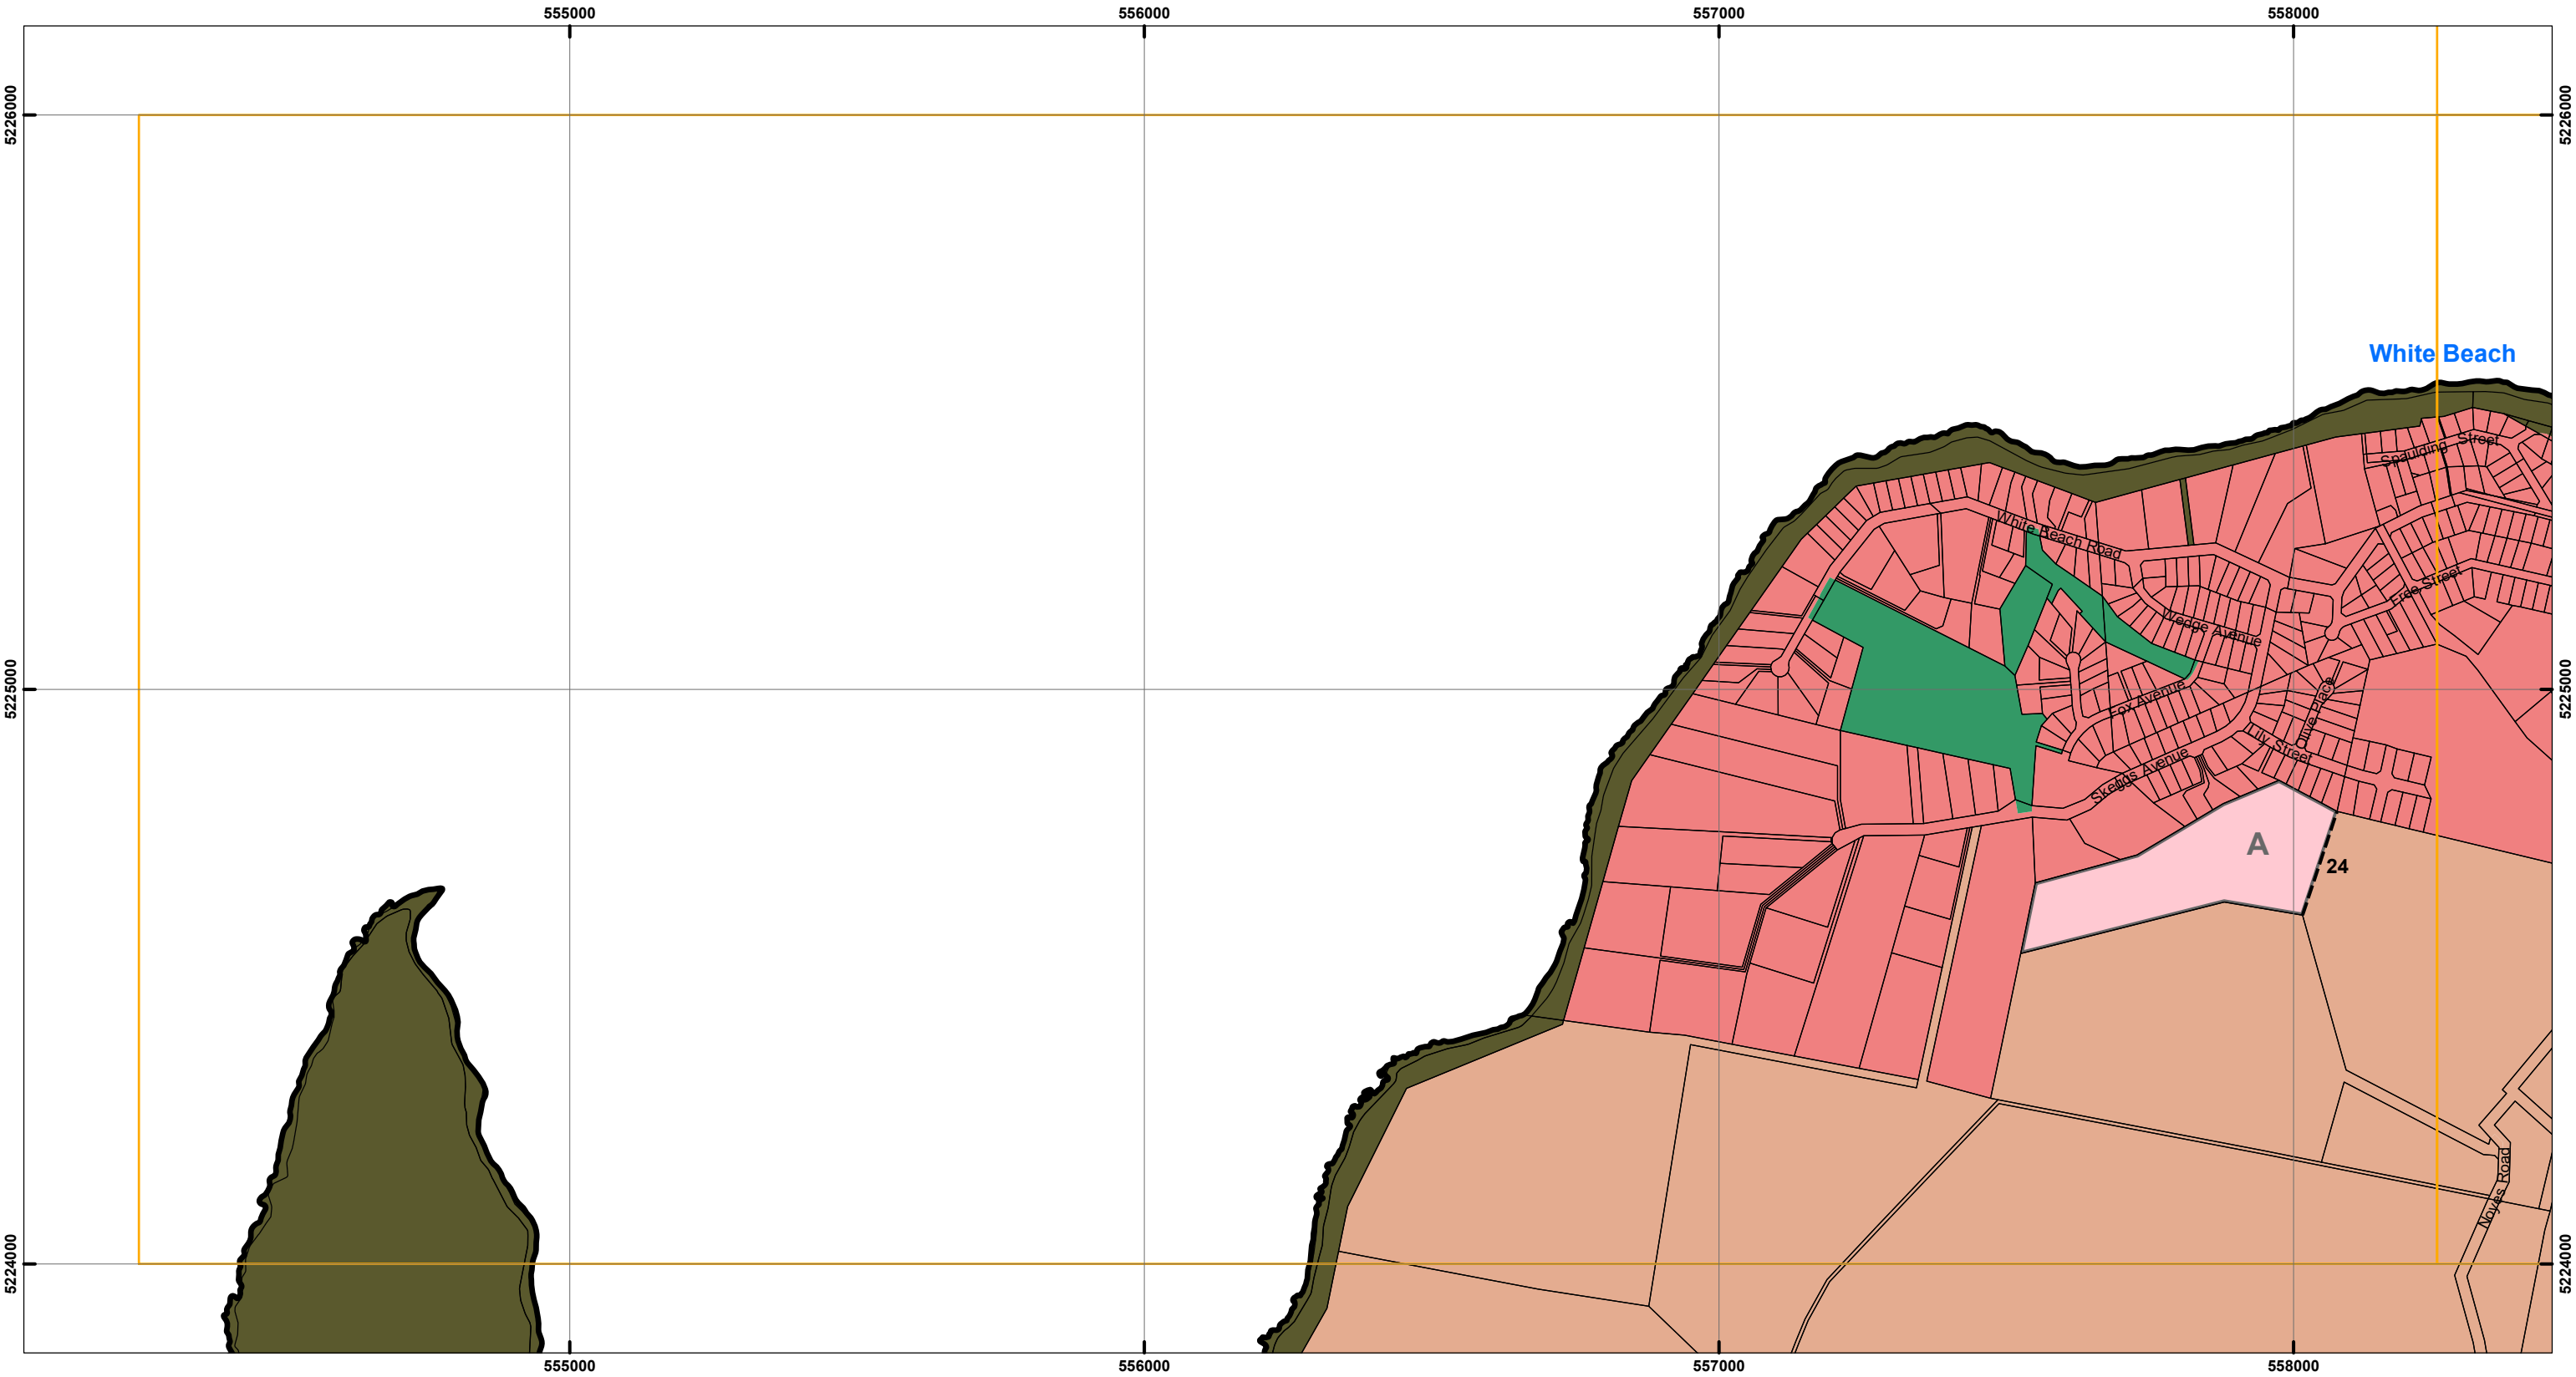 555000
556000
557000
558000
5226000
5226000
White Beach
Spaulding Street
White Beach Road
Free Street
Wedge Avenue
5225000
5225000
Fox Avenue
Olive Place
Lily Street
Skeggs Avenue
A
24
Noyes Road
5224000
5224000
555000
556000
557000
558000